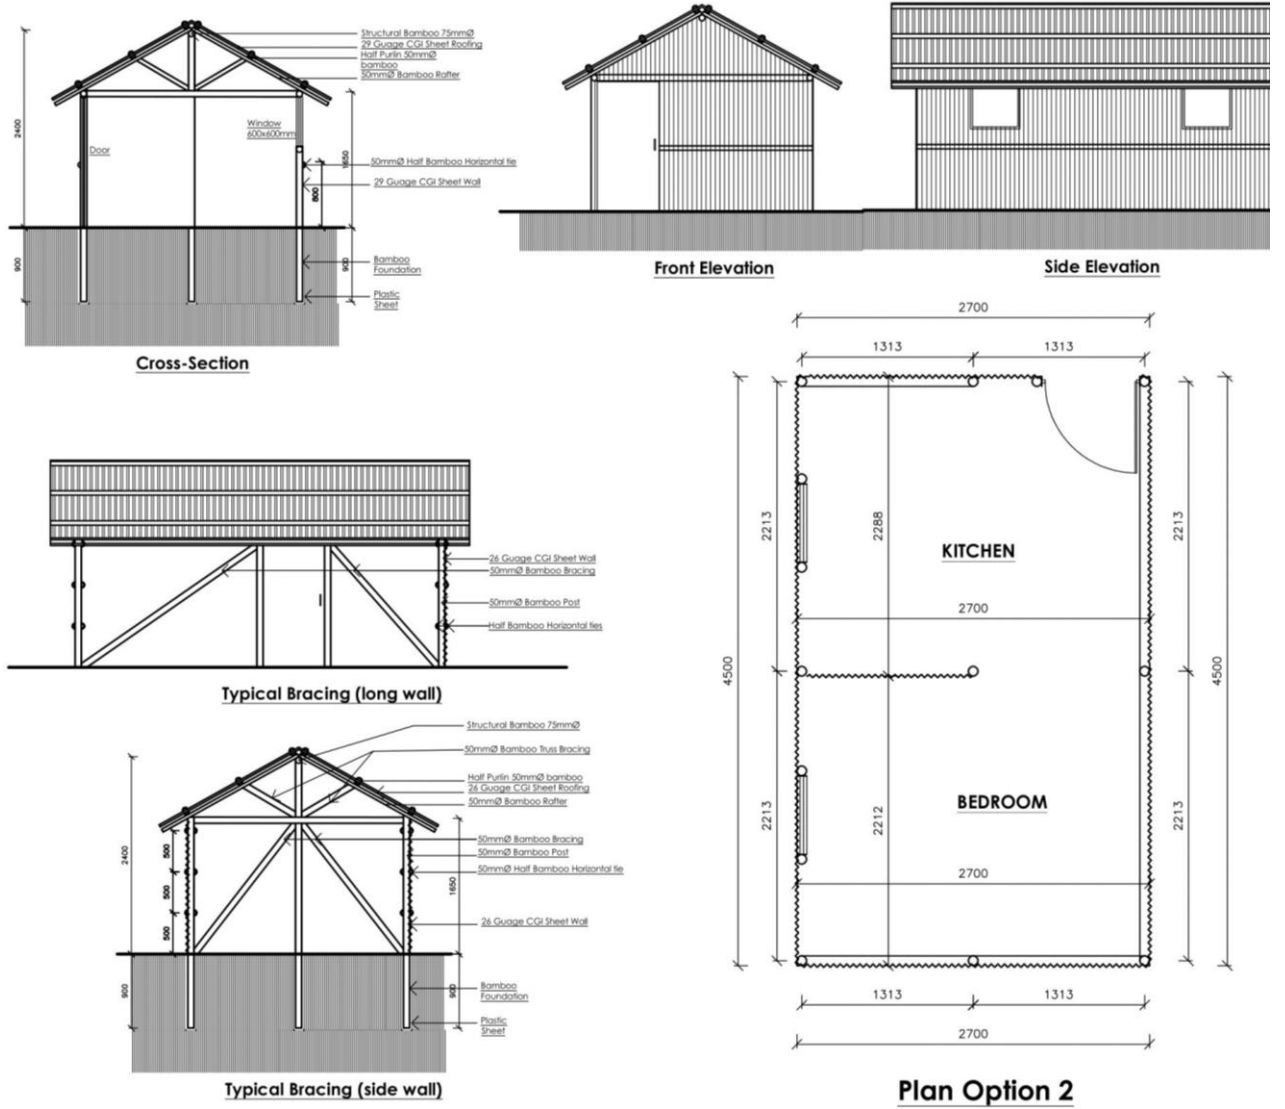 Structural Bamboo 75mmØ
29 Guage CGI Sheet Roofing
Half Purlin 50mmØ
bamboo
50mmØ Bamboo Rafter
2400
Window
600x600mm
Door
1650
50mmØ Half Bamboo Horizontal tie
29 Guage CGI Sheet Wall
800
900
900
Bamboo
Foundation
Plastic
Sheet
Cross-Section
Front Elevation
Side Elevation
26 Guage CGI Sheet Wall
50mmØ Bamboo Bracing
50mmØ Bamboo Post
Half Bamboo Horizontal ties
Typical Bracing (long wall)
Structural Bamboo 75mmØ
50mmØ Bamboo Truss Bracing
Half Purlin 50mmØ bamboo
26 Guage CGI Sheet Roofing
50mmØ Bamboo Rafter
50mmØ Bamboo Bracing
50mmØ Bamboo Post
50mmØ Half Bamboo Horizontal tie
2400
500
500
500
1650
26 Guage CGI Sheet Wall
900
900
Bamboo
Foundation
Plastic
Sheet
Typical Bracing (side wall)
2700
1313
1313
2213
2288
2213
KITCHEN
2700
4500
4500
2213
2212
2213
BEDROOM
2700
1313
1313
2700
Plan Option 2